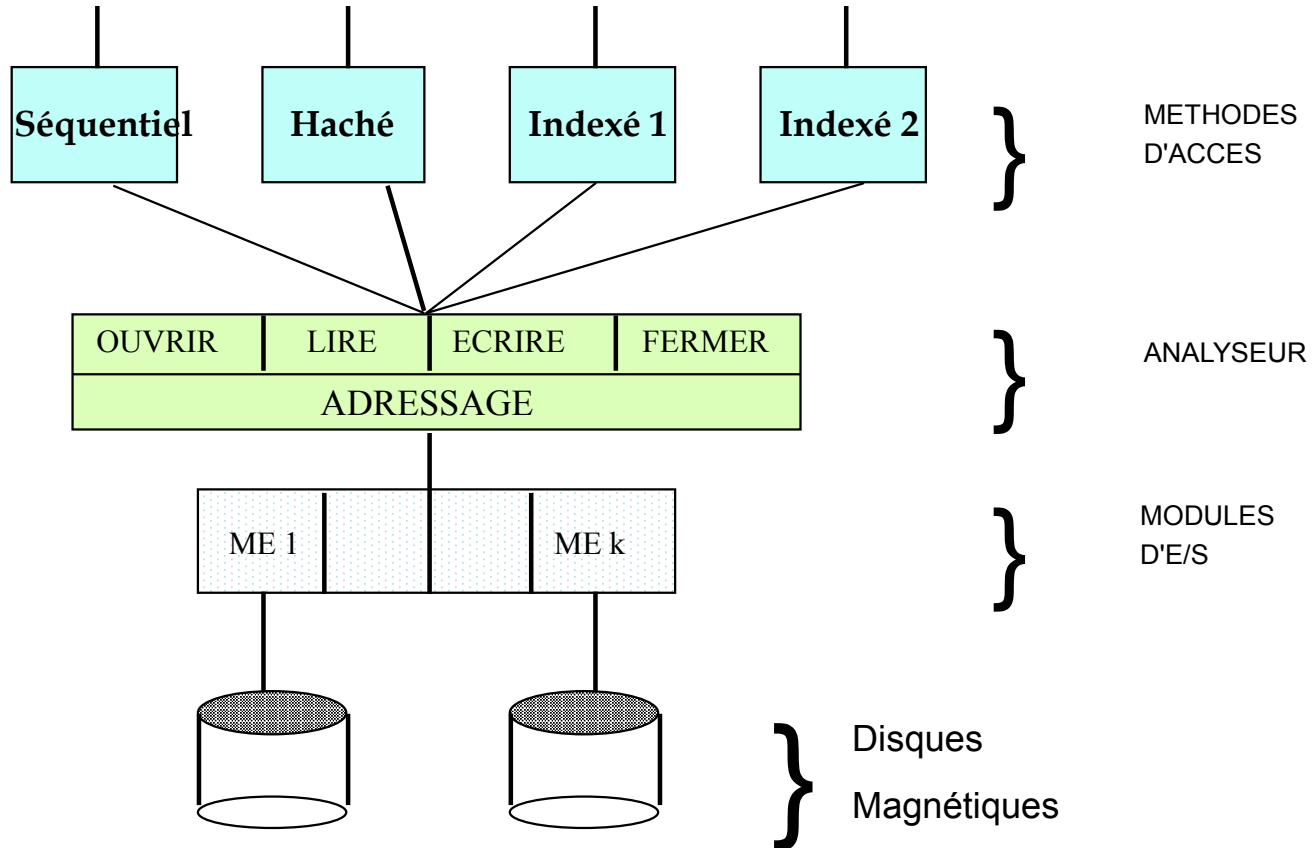 Séquentiel
Haché
Indexé 1
Indexé 2
METHODES
D'ACCES
OUVRIR
LIRE
ECRIRE
FERMER
ADRESSAGE
ANALYSEUR
ME 1
ME k
MODULES
D'E/S
Disques
Magnétiques